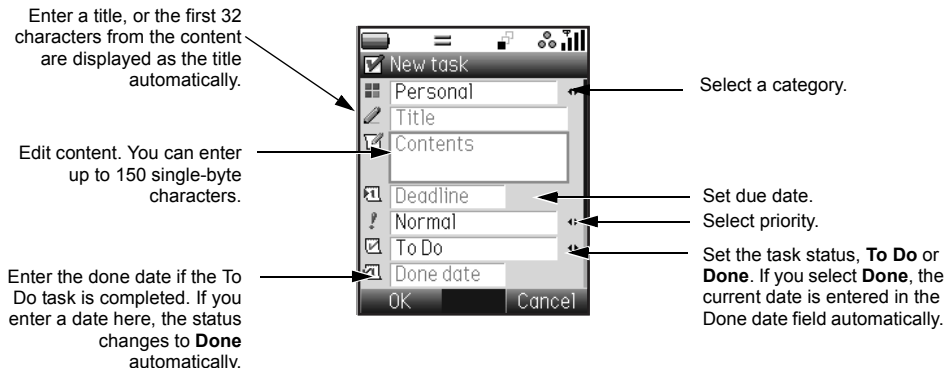 Enter a title, or the first 32
characters from the content
are displayed as the title
automatically.
Edit content. You can enter
up to 150 single-byte
characters.
Enter the done date if the To
Do task is completed. If you
enter a date here, the status
changes to Done
automatically.
New task
Personal
Title
Contents
Deadline
Normal
To Do
Done date
OK
Cancel
Select a category.
Set due date.
Select priority.
Set the task status, To Do or
Done. If you select Done, the
current date is entered in the
Done date field automatically.